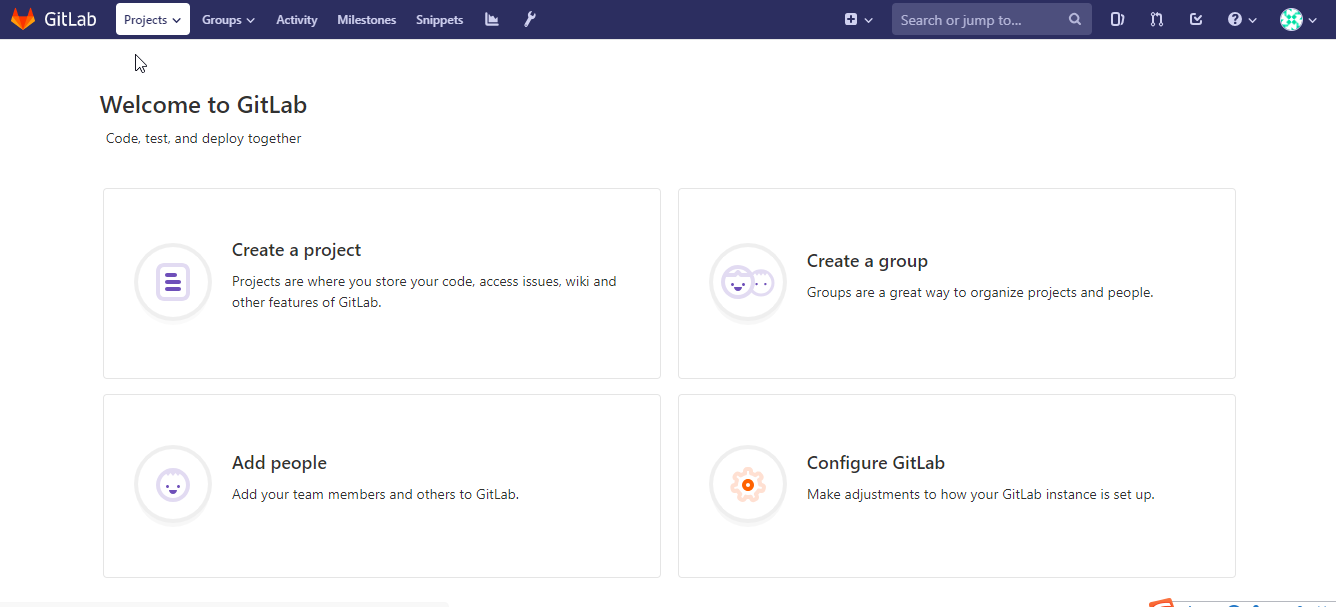 GitLab Projects Groups Activity Milestones Snippets Search or jump to...
Welcome to GitLab
Code, test, and deploy together
Create a project
Projects are where you store your code, access issues, wiki and
other features of GitLab.
Create a group
Groups are a great way to organize projects and people.
Add people
Add your team members and others to GitLab.
Configure GitLab
Make adjustments to how your GitLab instance is set up.